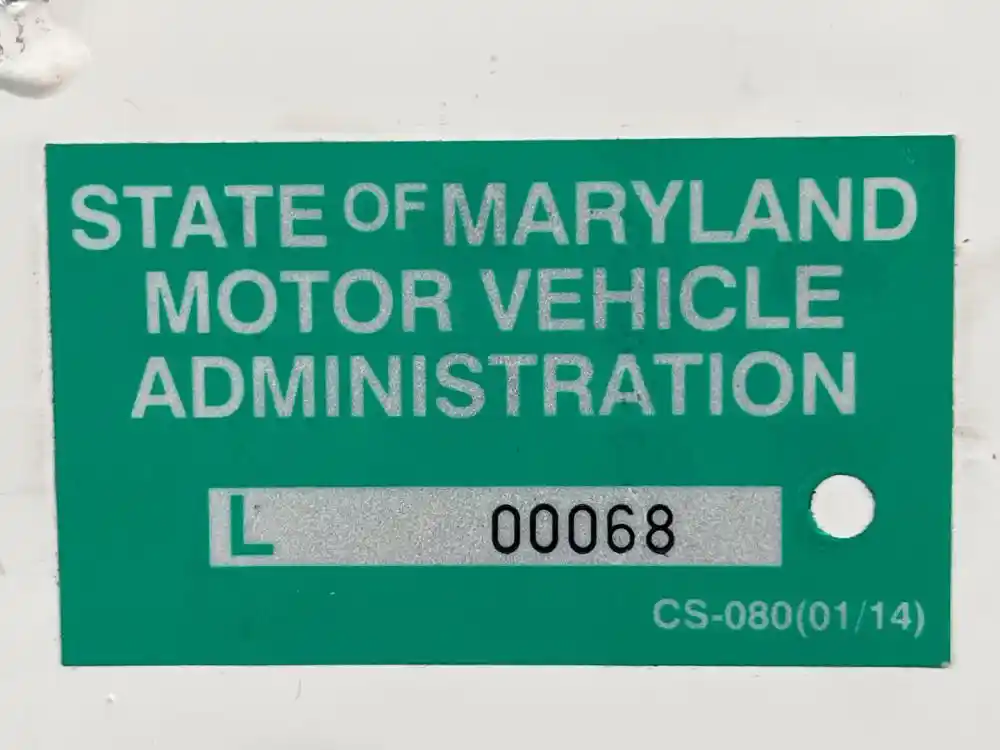 STATE OF MARYLAND
MOTOR VEHICLE
ADMINISTRATION
L 00068
CS-080(01/14)